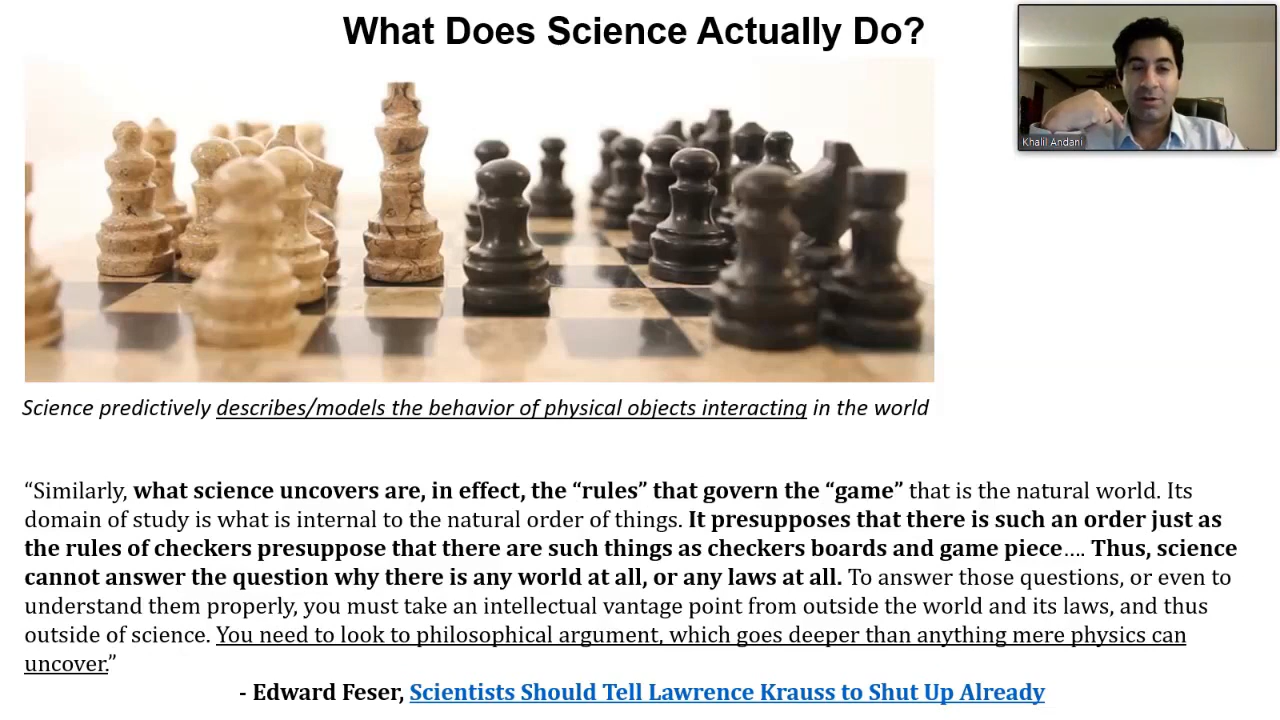 What Does Science Actually Do?
Khalil Andani
Science predictively describes/models the behavior of physical objects interacting in the world
“Similarly, what science uncovers are, in effect, the “rules” that govern the “game” that is the natural world. Its
domain of study is what is internal to the natural order of things. It presupposes that there is such an order just as
the rules of checkers presuppose that there are such things as checkers boards and game piece…. Thus, science
cannot answer the question why there is any world at all, or any laws at all. To answer those questions, or even to
understand them properly, you must take an intellectual vantage point from outside the world and its laws, and thus
outside of science. You need to look to philosophical argument, which goes deeper than anything mere physics can
uncover.”
- Edward Feser, Scientists Should Tell Lawrence Krauss to Shut Up Already